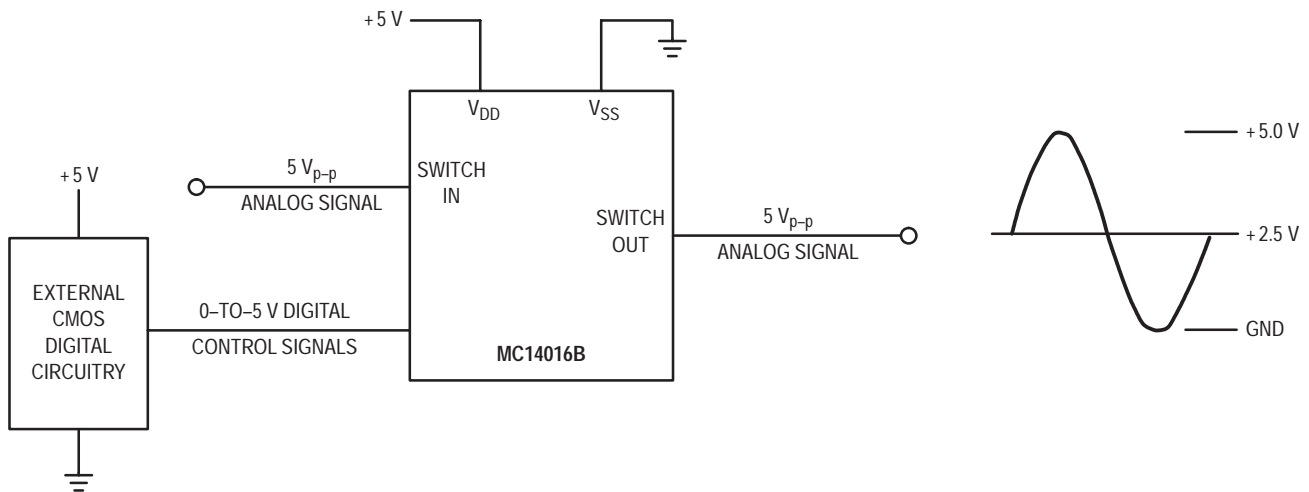 +5 V
V_DD
V_SS
+5 V
5 V_p–p
ANALOG SIGNAL
SWITCH
IN
SWITCH
OUT
5 V_p–p
ANALOG SIGNAL
EXTERNAL
CMOS
DIGITAL
CIRCUITRY
0–TO–5 V DIGITAL
CONTROL SIGNALS
MC14016B
+5.0 V
+2.5 V
GND